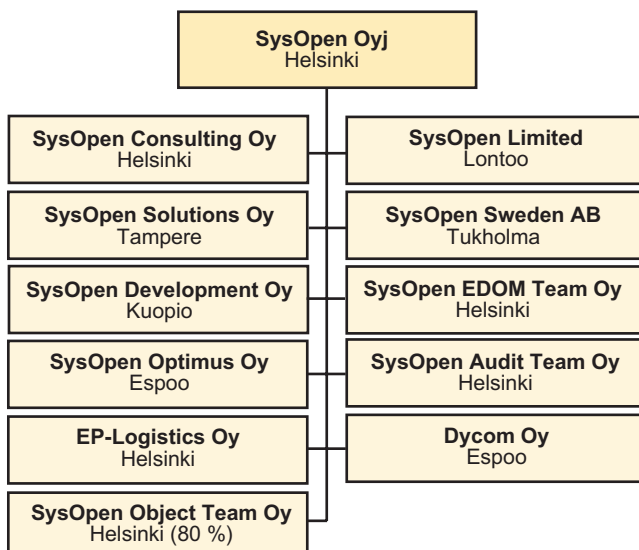 SysOpen Oyj
Helsinki
SysOpen Consulting Oy
Helsinki
SysOpen Limited
Lontoo
SysOpen Solutions Oy
Tampere
SysOpen Sweden AB
Tukholma
SysOpen Development Oy
Kuopio
SysOpen EDOM Team Oy
Helsinki
SysOpen Optimus Oy
Espoo
SysOpen Audit Team Oy
Helsinki
EP-Logistics Oy
Helsinki
Dycom Oy
Espoo
SysOpen Object Team Oy
Helsinki (80 %)